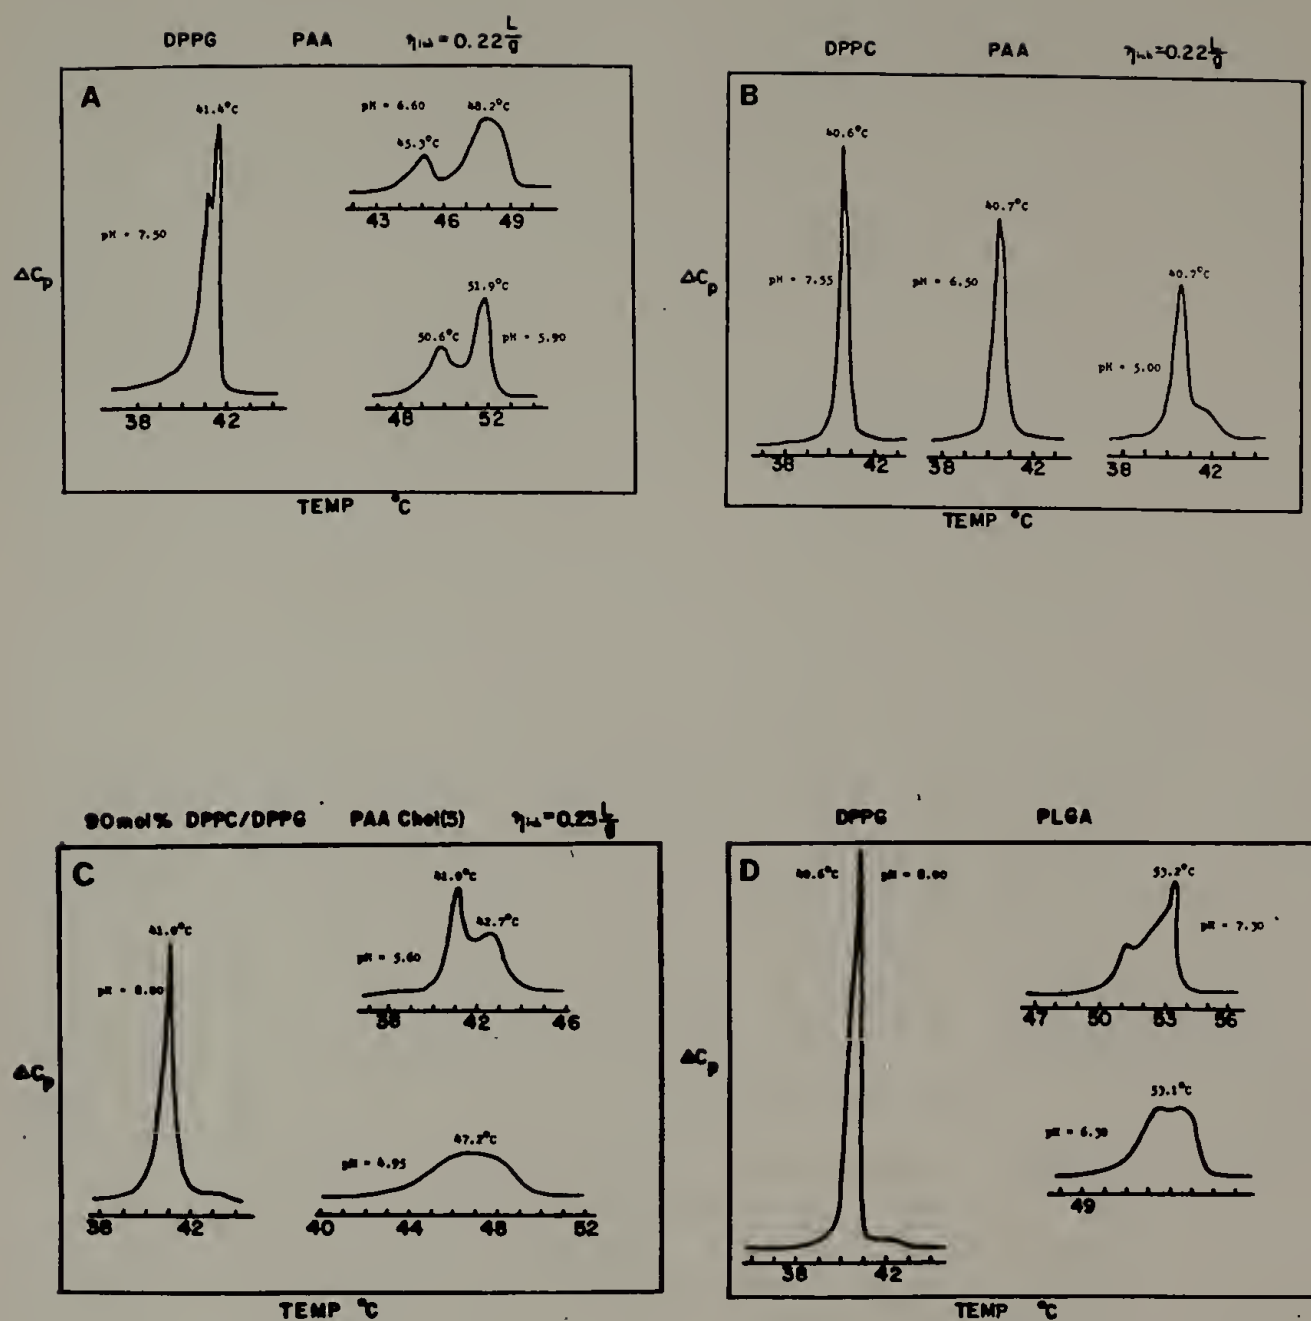 DPPG PAA ηinh = 0.22 L/g
A
41.4°C
pH = 7.50
38 42
pH = 6.60
45.3°C
48.2°C
43 46 49
50.6°C
51.9°C
pH = 5.90
48 52
ΔCp
TEMP °C
DPPC PAA ηinh = 0.22 L/g
B
40.6°C
pH = 7.55
38 42
40.7°C
pH = 6.50
38 42
40.7°C
pH = 5.00
38 42
ΔCp
TEMP °C
90mol% DPPC/DPPG PAA Chol(5) ηinh = 0.23 L/g
C
41.0°C
pH = 8.00
38 42
41.0°C
42.7°C
pH = 5.60
38 42 46
47.2°C
pH = 4.95
40 44 48 52
ΔCp
TEMP °C
DPPG PLGA
D
40.6°C
pH = 8.00
38 42
53.2°C
pH = 7.30
47 50 53 56
53.1°C
pH = 6.30
49
ΔCp
TEMP °C